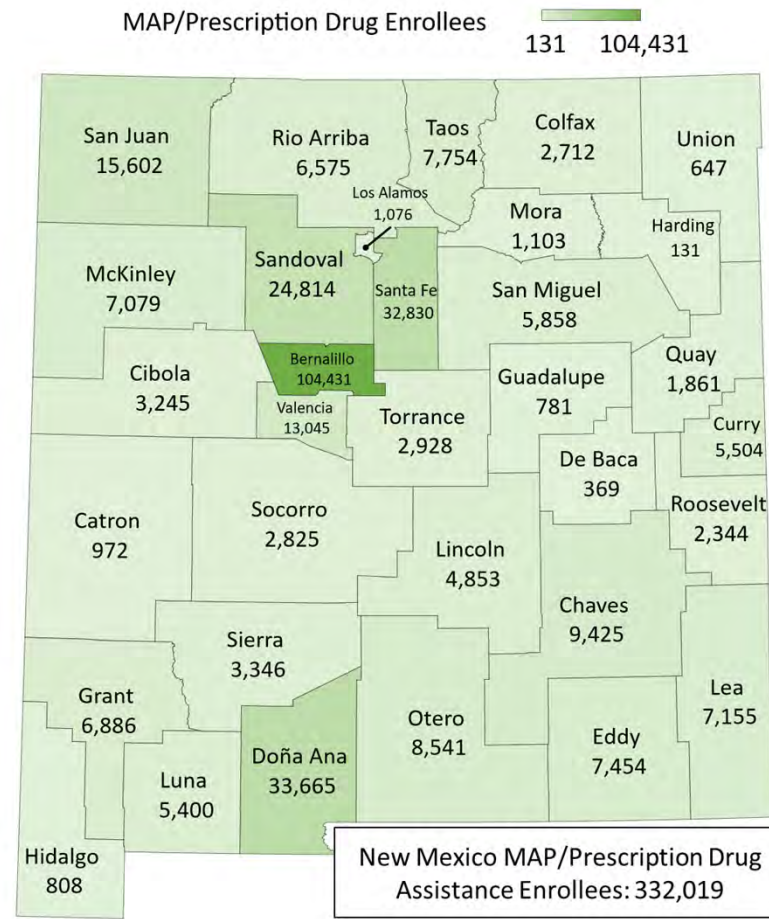 MAP/Prescription Drug Enrollees
131 104,431
San Juan
15,602
Rio Arriba
6,575
Taos
7,754
Colfax
2,712
Union
647
Los Alamos
1,076
Mora
1,103
Harding
131
McKinley
7,079
Sandoval
24,814
Santa Fe
32,830
San Miguel
5,858
Quay
1,861
Cibola
3,245
Bernalillo
104,431
Valencia
13,045
Torrance
2,928
Guadalupe
781
Curry
5,504
De Baca
369
Roosevelt
2,344
Catron
972
Socorro
2,825
Lincoln
4,853
Chaves
9,425
Sierra
3,346
Grant
6,886
Doña Ana
33,665
Otero
8,541
Eddy
7,454
Lea
7,155
Luna
5,400
Hidalgo
808
New Mexico MAP/Prescription Drug
Assistance Enrollees: 332,019